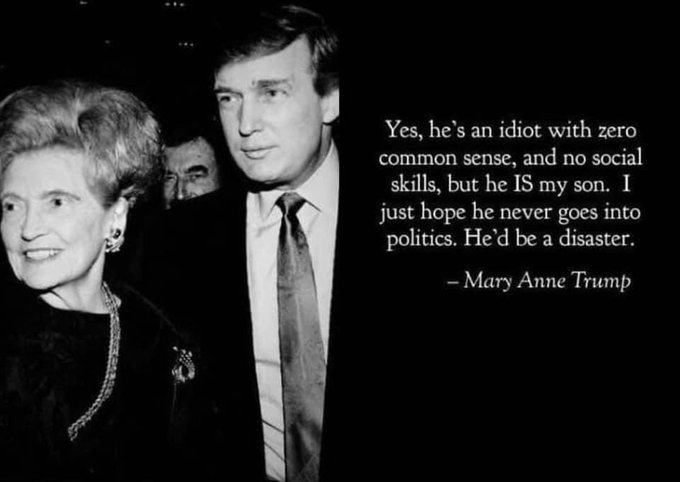 Yes, he's an idiot with zero
common sense, and no social
skills, but he IS my son.  I
just hope he never goes into
politics. He'd be a disaster.
– Mary Anne Trump